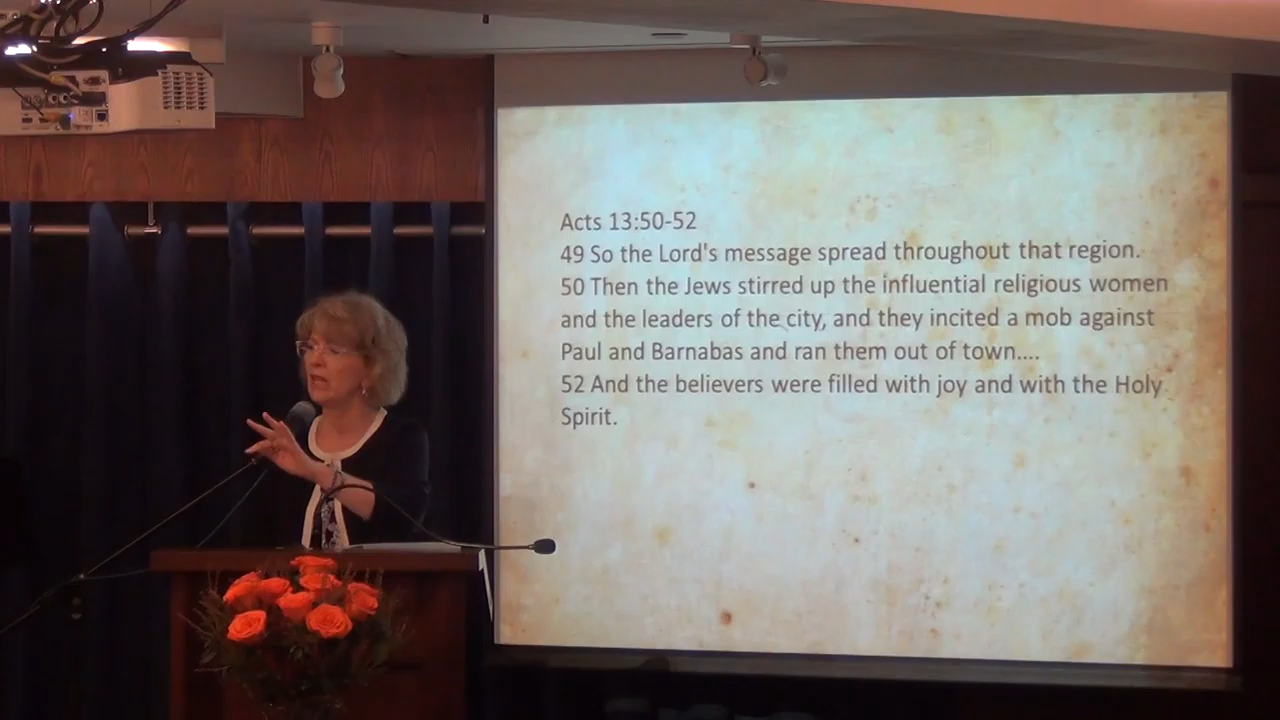 Acts 13:50-52
49 So the Lord's message spread throughout that region.
50 Then the Jews stirred up the influential religious women
and the leaders of the city, and they incited a mob against
Paul and Barnabas and ran them out of town....
52 And the believers were filled with joy and with the Holy
Spirit.